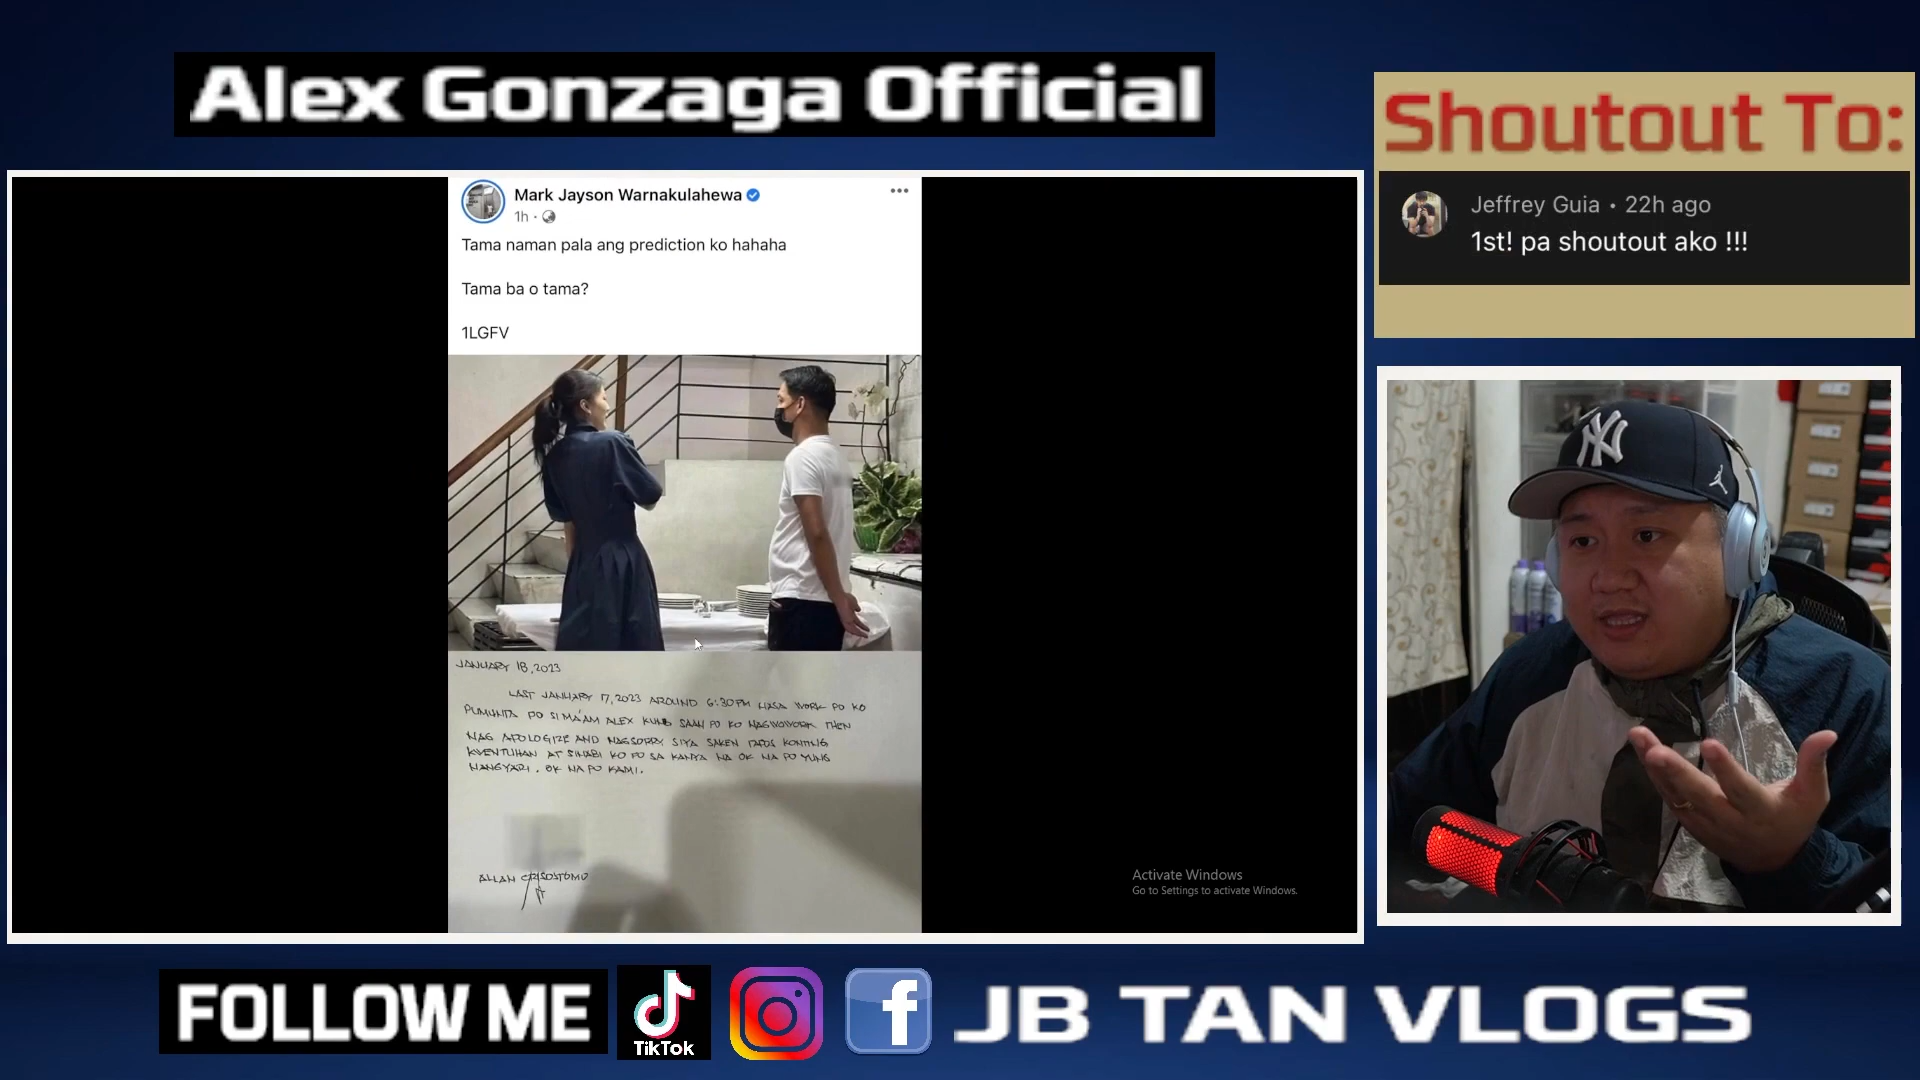 Alex Gonzaga Official
Shoutout To:
Jeffrey Guia • 22h ago
1st! pa shoutout ako !!!
Mark Jayson Warnakulahewa
1h ·
Tama naman pala ang prediction ko hahaha
Tama ba o tama?
1LGFV
NY
JANUARY 18, 2023
LAST JANUARY 17, 2023 AROUND 6:30PM NASA WORK PO KO
PUMUNTA PO SI MA'AM ALEX KUNG SAAN PO KO NAGWOWORK THEN
NAG APOLOGIZE AND NAGSORRY SIYA SAKEN TAPOS KONTING
KWENTUHAN AT SINABI KO PO SA KANYA NA OK NA PO YUNG
NANGYARI. OK NA PO KAMI.
ALLAN CRISOSTOMO
Activate Windows
Go to Settings to activate Windows.
FOLLOW ME
TikTok
f
JB TAN VLOGS